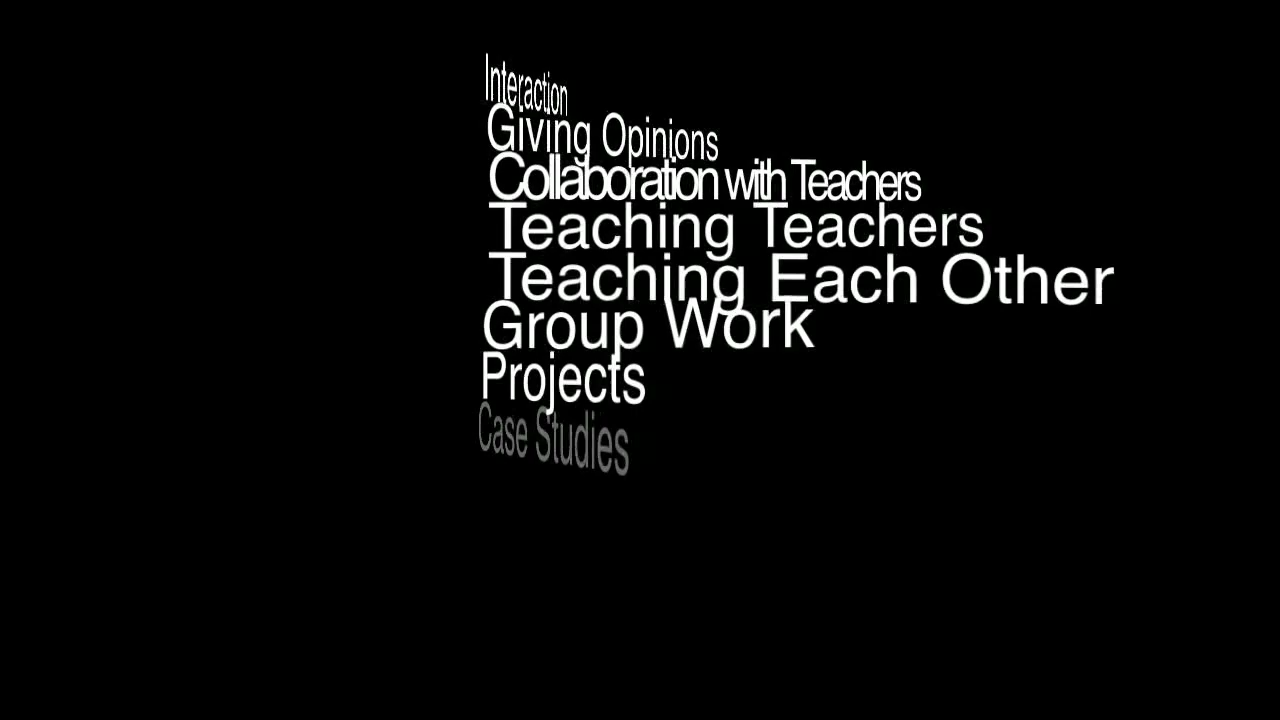 Interaction
Giving Opinions
Collaboration with Teachers
Teaching Teachers
Teaching Each Other
Group Work
Projects
Case Studies